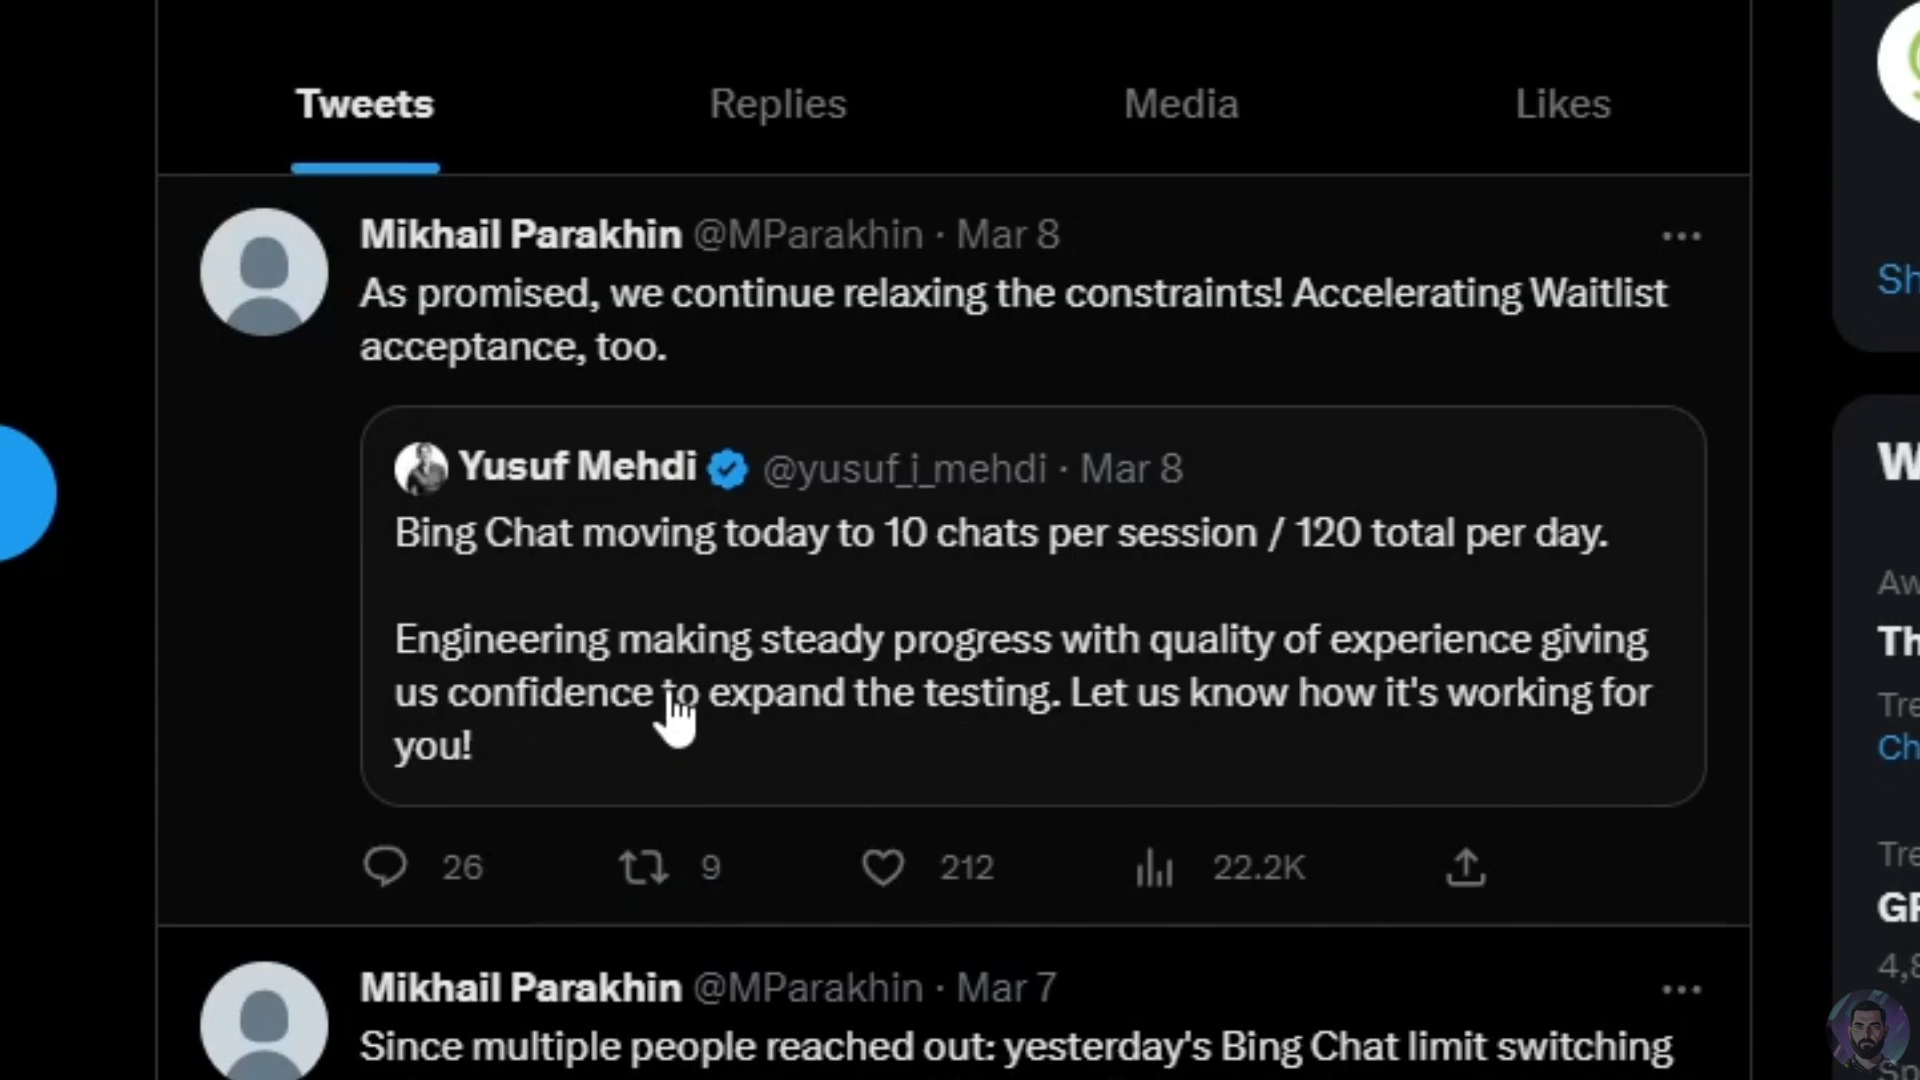 Tweets
Replies
Media
Likes
Mikhail Parakhin @MParakhin · Mar 8
As promised, we continue relaxing the constraints! Accelerating Waitlist
acceptance, too.
Yusuf Mehdi @yusuf_i_mehdi · Mar 8
Bing Chat moving today to 10 chats per session / 120 total per day.
Engineering making steady progress with quality of experience giving
us confidence to expand the testing. Let us know how it's working for
you!
26 9 212 22.2K
Mikhail Parakhin @MParakhin · Mar 7
Since multiple people reached out: yesterday's Bing Chat limit switching